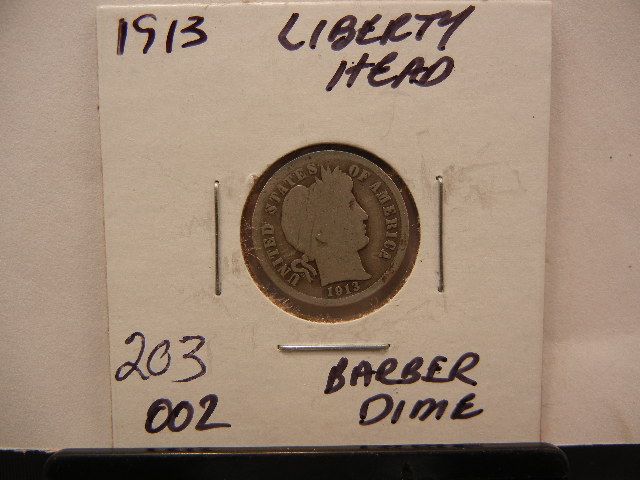 1913 LIBERTY
HEAD
UNITED STATES OF AMERICA
1913
203 BARBER
002 DIME